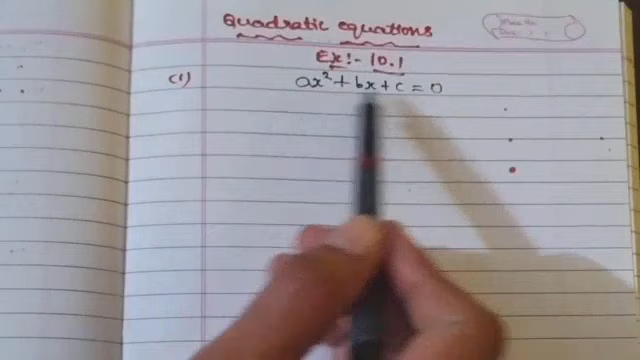 Quadratic equations
Ex:- 10.1
(1) ax² + bx + c = 0